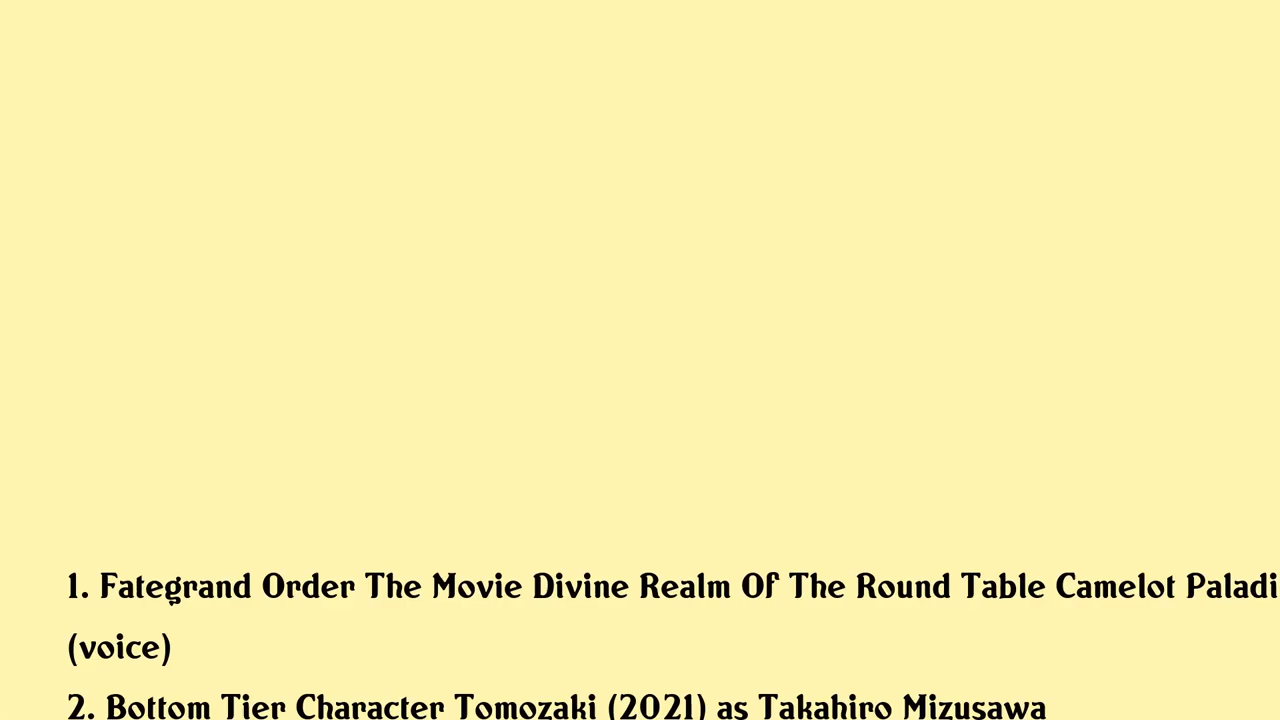 1. Fategrand Order The Movie Divine Realm Of The Round Table Camelot Paladi
(voice)
2. Bottom Tier Character Tomozaki (2021) as Takahiro Mizusawa